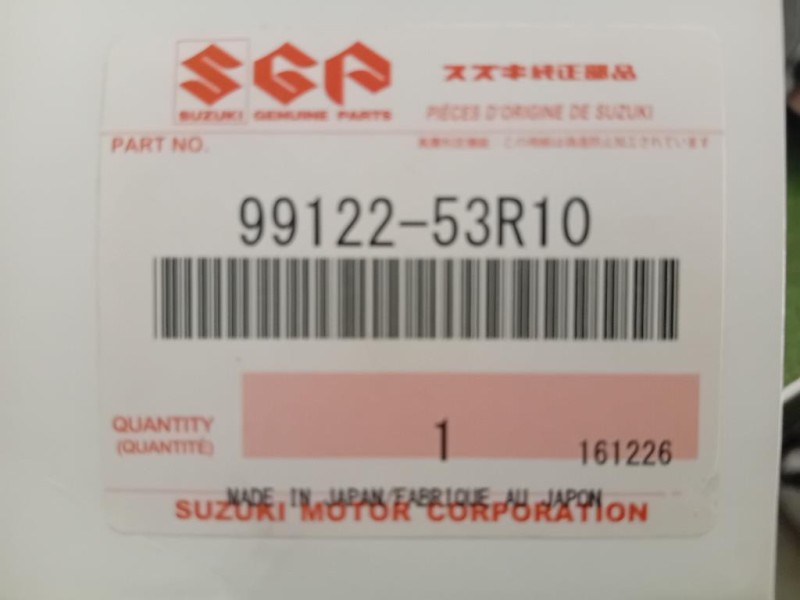 SGP スズキ純正部品
SUZUKI GENUINE PARTS PIÈCES D'ORIGINE DE SUZUKI
PART NO.
99122-53R10
QUANTITY
(QUANTITÉ)
1
161226
MADE IN JAPAN/FABRIQUE AU JAPON
SUZUKI MOTOR CORPORATION